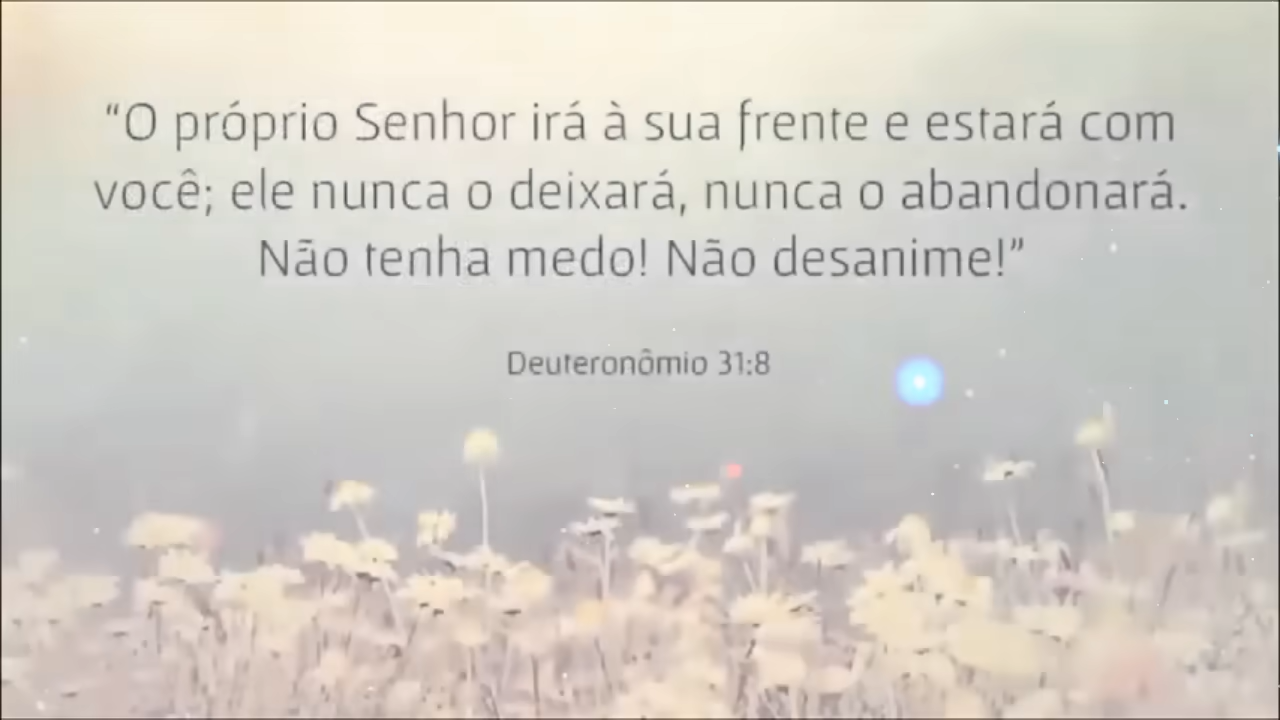 “O próprio Senhor irá à sua frente e estará com
você; ele nunca o deixará, nunca o abandonará.
Não tenha medo! Não desanime!”
Deuteronômio 31:8